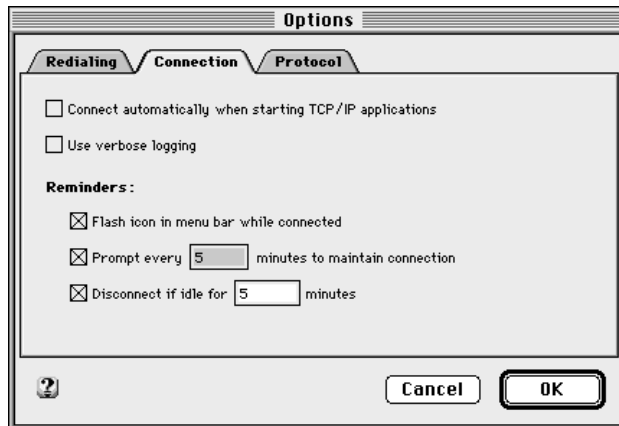 Options
Redialing Connection Protocol
Connect automatically when starting TCP/IP applications
Use verbose logging
Reminders:
Flash icon in menu bar while connected
Prompt every 5 minutes to maintain connection
Disconnect if idle for 5 minutes
?
Cancel OK